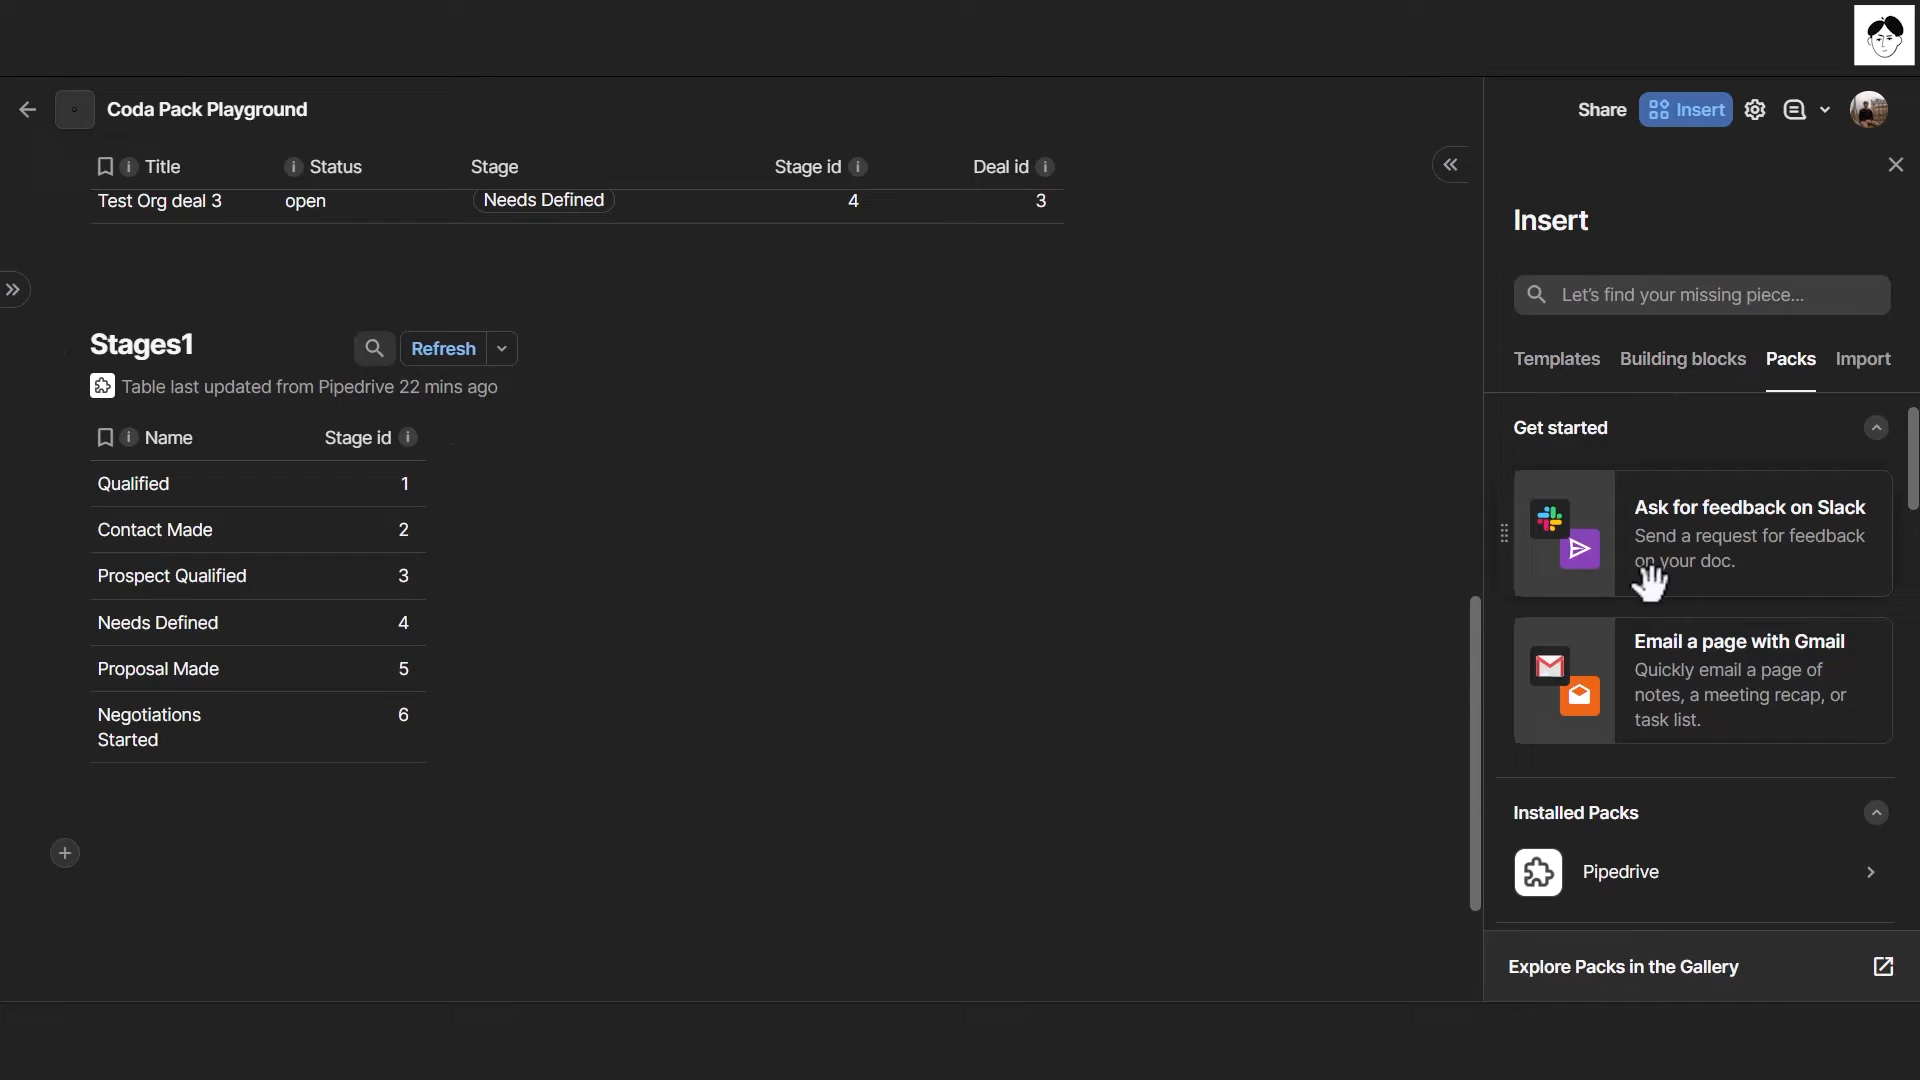 Coda Pack Playground
Share
Insert
Title
Status
Stage
Stage id
Deal id
Test Org deal 3
open
Needs Defined
4
3
Stages1
Refresh
Table last updated from Pipedrive 22 mins ago
Name
Stage id
Qualified
1
Contact Made
2
Prospect Qualified
3
Needs Defined
4
Proposal Made
5
Negotiations
Started
6
Insert
Let's find your missing piece...
Templates
Building blocks
Packs
Import
Get started
Ask for feedback on Slack
Send a request for feedback
on your doc.
Email a page with Gmail
Quickly email a page of
notes, a meeting recap, or
task list.
Installed Packs
Pipedrive
Explore Packs in the Gallery